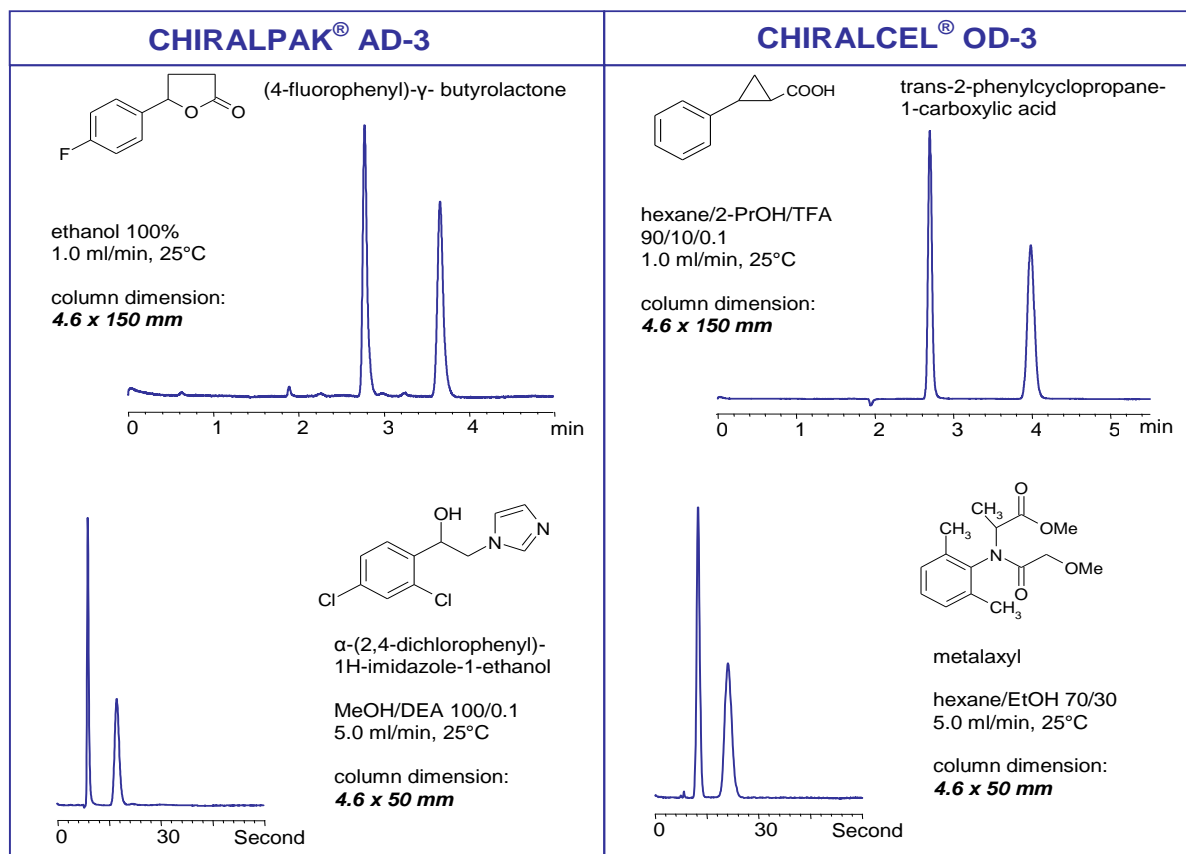 CHIRALPAK® AD-3
(4-fluorophenyl)-γ- butyrolactone
O
O
F
ethanol 100%
1.0 ml/min, 25°C
column dimension:
4.6 x 150 mm
0 1 2 3 4 min
OH
N
N
Cl
Cl
α-(2,4-dichlorophenyl)-
1H-imidazole-1-ethanol
MeOH/DEA 100/0.1
5.0 ml/min, 25°C
column dimension:
4.6 x 50 mm
0 30 Second
CHIRALCEL® OD-3
COOH
trans-2-phenylcyclopropane-
1-carboxylic acid
hexane/2-PrOH/TFA
90/10/0.1
1.0 ml/min, 25°C
column dimension:
4.6 x 150 mm
0 1 2 3 4 5 min
O
CH3
OMe
CH3
N
OMe
O
CH3
metalaxyl
hexane/EtOH 70/30
5.0 ml/min, 25°C
column dimension:
4.6 x 50 mm
0 30 Second